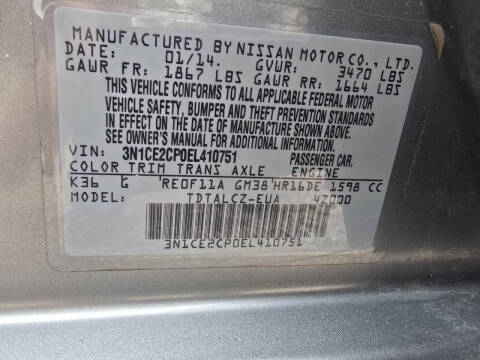 MANUFACTURED BY NISSAN MOTOR CO., LTD.
DATE: 01/14. GVWR: 3470 LBS
GAWR FR: 1867 LBS GAWR RR: 1664 LBS
THIS VEHICLE CONFORMS TO ALL APPLICABLE FEDERAL MOTOR
VEHICLE SAFETY, BUMPER AND THEFT PREVENTION STANDARDS
IN EFFECT ON THE DATE OF MANUFACTURE SHOWN ABOVE.
SEE OWNER'S MANUAL FOR ADDITIONAL INFORMATION.
VIN: 3N1CE2CP0EL410751 PASSENGER CAR.
COLOR TRIM TRANS AXLE ENGINE
K36 G RE0F11A GM38 HR16DE 1598 CC
MODEL: TDTALCZ-EUA 4Z000
3N1CE2CP0EL410751